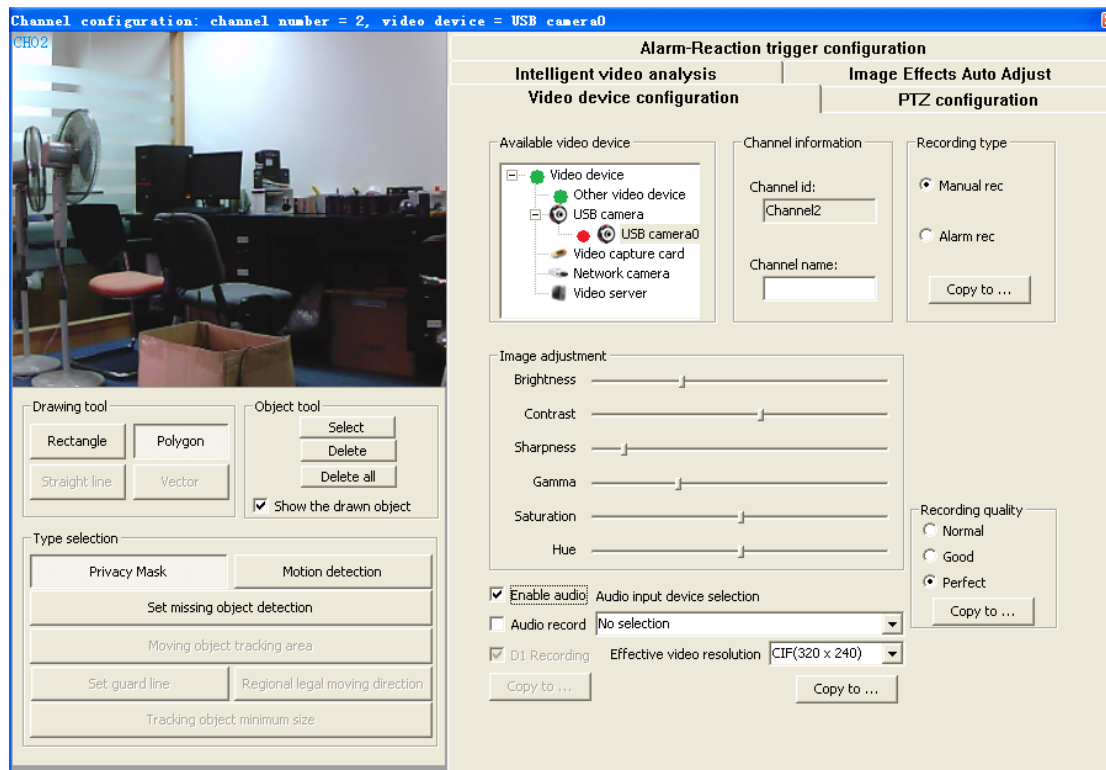 Channel configuration: channel number = 2, video device = USB camera0
CH02
Alarm-Reaction trigger configuration
Intelligent video analysis
Image Effects Auto Adjust
Video device configuration
PTZ configuration
Available video device
Video device
Other video device
USB camera
USB camera0
Video capture card
Network camera
Video server
Channel information
Channel id:
Channel2
Channel name:
Recording type
Manual rec
Alarm rec
Copy to ...
Image adjustment
Brightness
Contrast
Sharpness
Gamma
Saturation
Hue
Recording quality
Normal
Good
Perfect
Copy to ...
Enable audio
Audio input device selection
Audio record
No selection
D1 Recording
Effective video resolution
CIF(320 x 240)
Copy to ...
Copy to ...
Drawing tool
Rectangle
Polygon
Straight line
Vector
Object tool
Select
Delete
Delete all
Show the drawn object
Type selection
Privacy Mask
Motion detection
Set missing object detection
Moving object tracking area
Set guard line
Regional legal moving direction
Tracking object minimum size